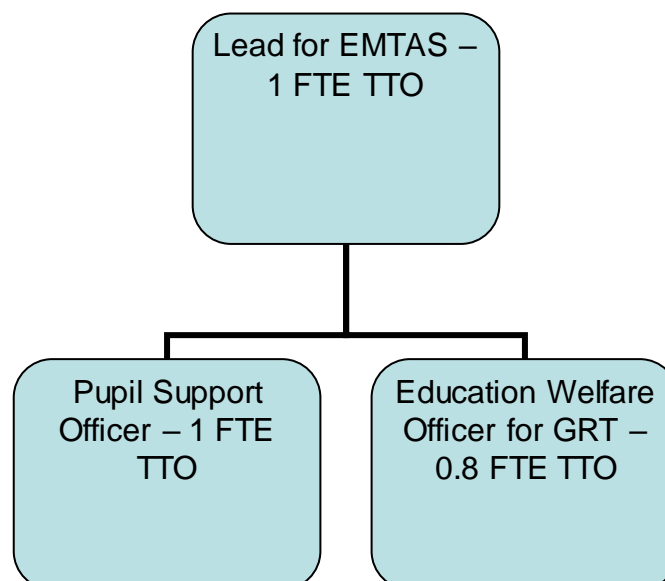 Lead for EMTAS –
1 FTE TTO
Pupil Support
Officer – 1 FTE
TTO
Education Welfare
Officer for GRT –
0.8 FTE TTO